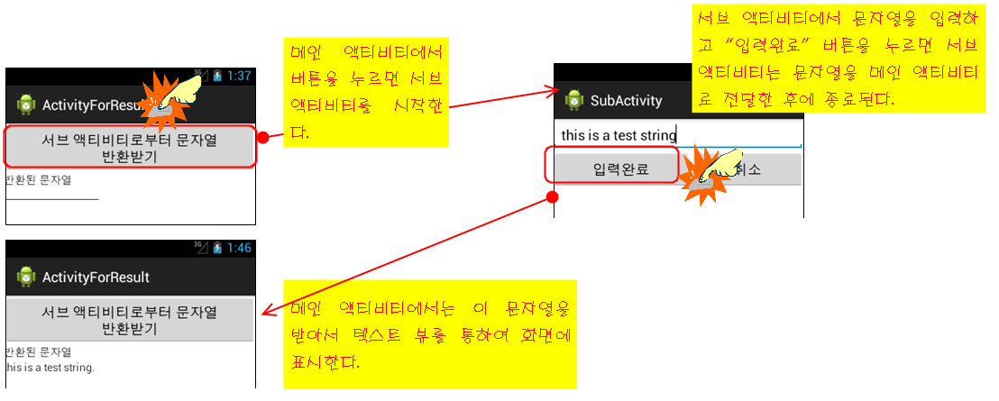 3G 1:37
ActivityForResult
서브 액티비티로부터 문자열
반환받기
반환된 문자열
메인 액티비티에서
버튼을 누르면 서브
액티비티를 시작한
다.
SubActivity
this is a test string
입력완료
취소
서브 액티비티에서 문자열을 입력하
고 “입력완료” 버튼을 누르면 서브
액티비티는 문자열을 메인 액티비티
로 전달한 후에 종료된다.
3G 1:46
ActivityForResult
서브 액티비티로부터 문자열
반환받기
반환된 문자열
this is a test string.
메인 액티비티에서는 이 문자열을
받아서 텍스트 뷰를 통하여 화면에
표시한다.